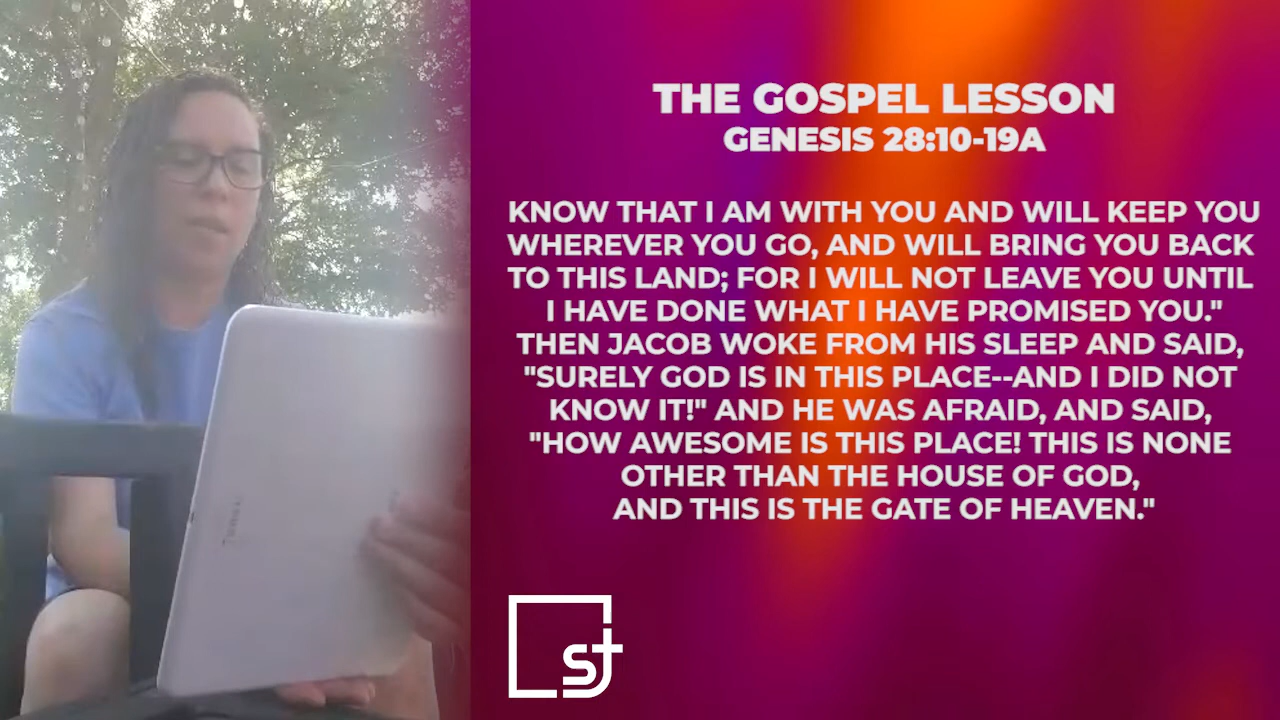 THE GOSPEL LESSON
GENESIS 28:10-19A
KNOW THAT I AM WITH YOU AND WILL KEEP YOU
WHEREVER YOU GO, AND WILL BRING YOU BACK
TO THIS LAND; FOR I WILL NOT LEAVE YOU UNTIL
I HAVE DONE WHAT I HAVE PROMISED YOU."
THEN JACOB WOKE FROM HIS SLEEP AND SAID,
"SURELY GOD IS IN THIS PLACE--AND I DID NOT
KNOW IT!" AND HE WAS AFRAID, AND SAID,
"HOW AWESOME IS THIS PLACE! THIS IS NONE
OTHER THAN THE HOUSE OF GOD,
AND THIS IS THE GATE OF HEAVEN."
st